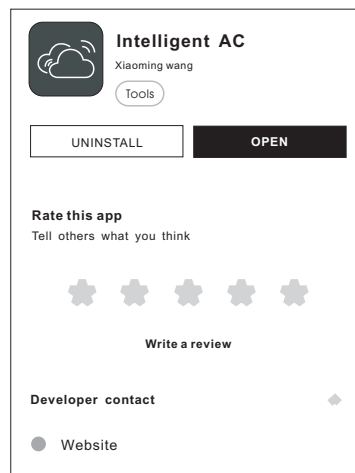 Intelligent AC
Xiaoming wang
Tools
UNINSTALL
OPEN
Rate this app
Tell others what you think
Write a review
Developer contact
Website